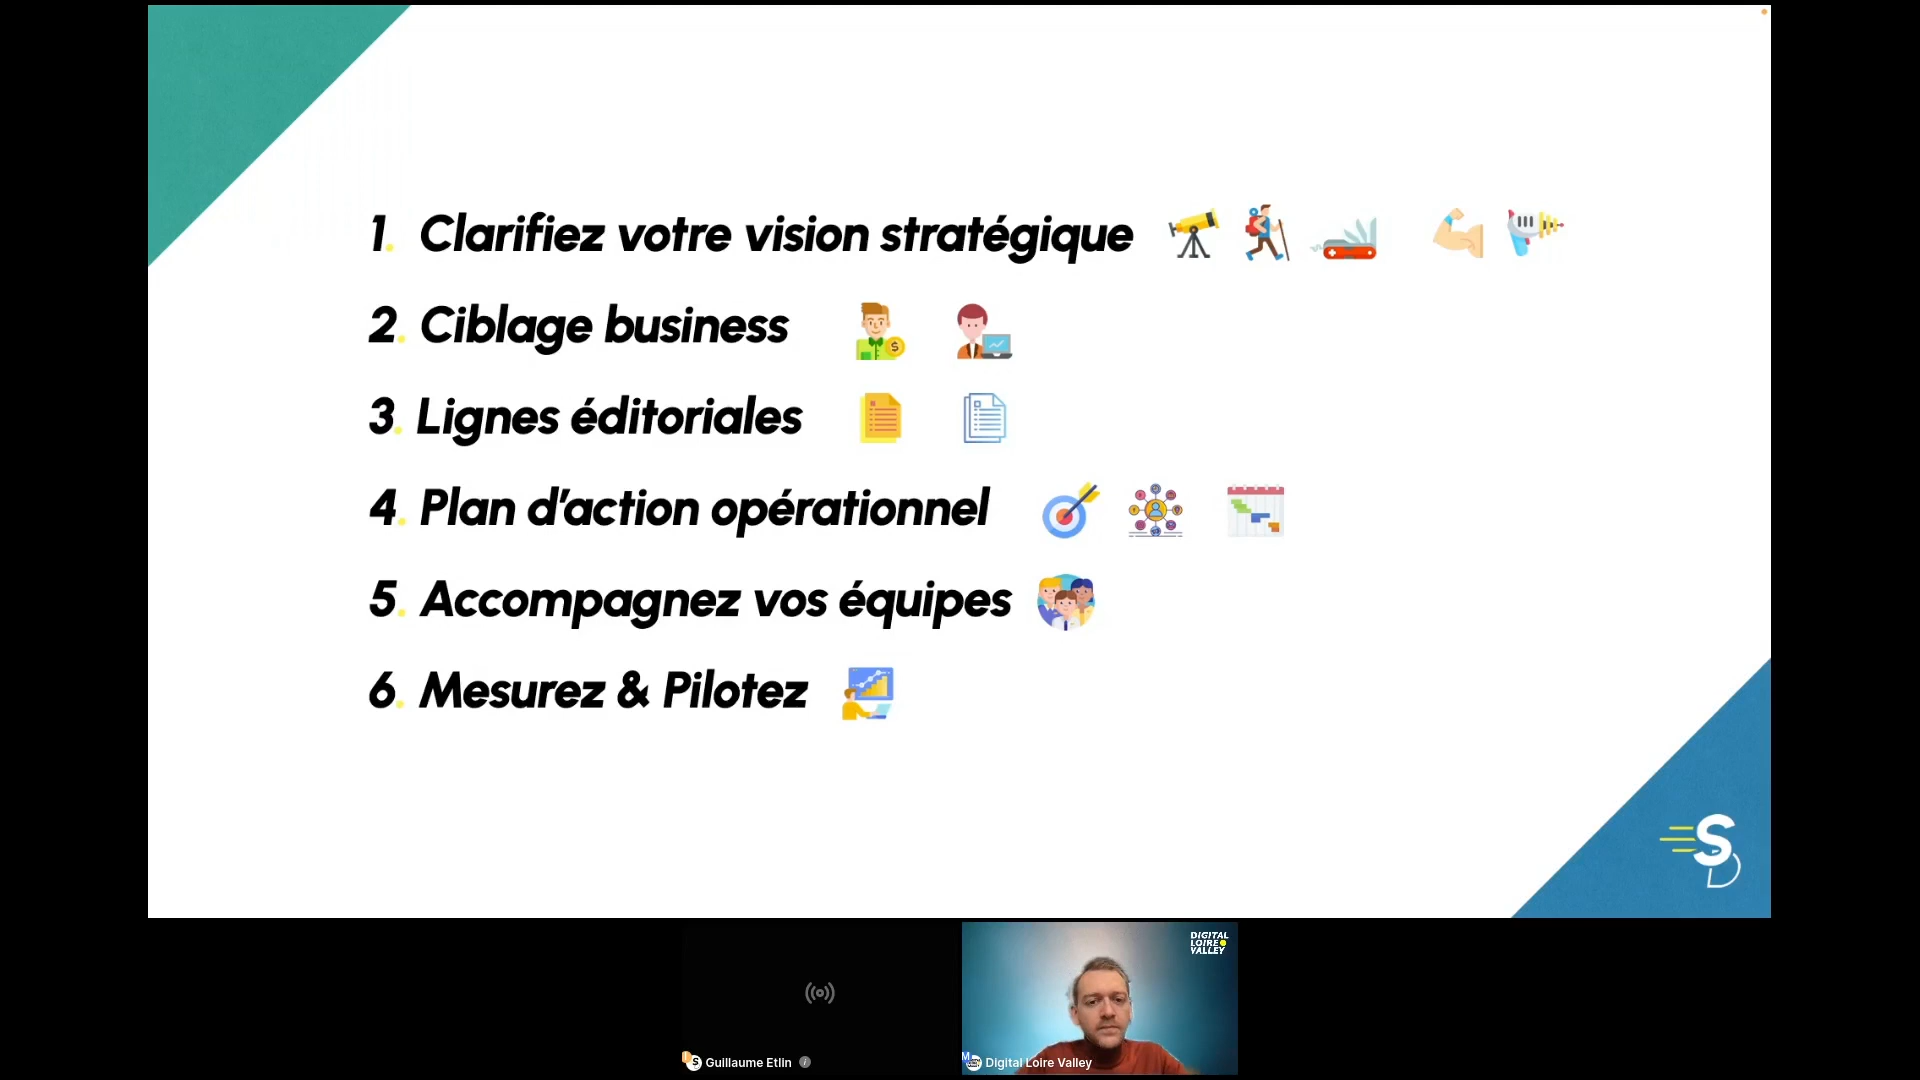 1. Clarifiez votre vision stratégique
2. Ciblage business
3. Lignes éditoriales
4. Plan d'action opérationnel
5. Accompagnez vos équipes
6. Mesurez & Pilotez
SD
DIGITAL
LOIRE
VALLEY
Guillaume Etlin
Digital Loire Valley